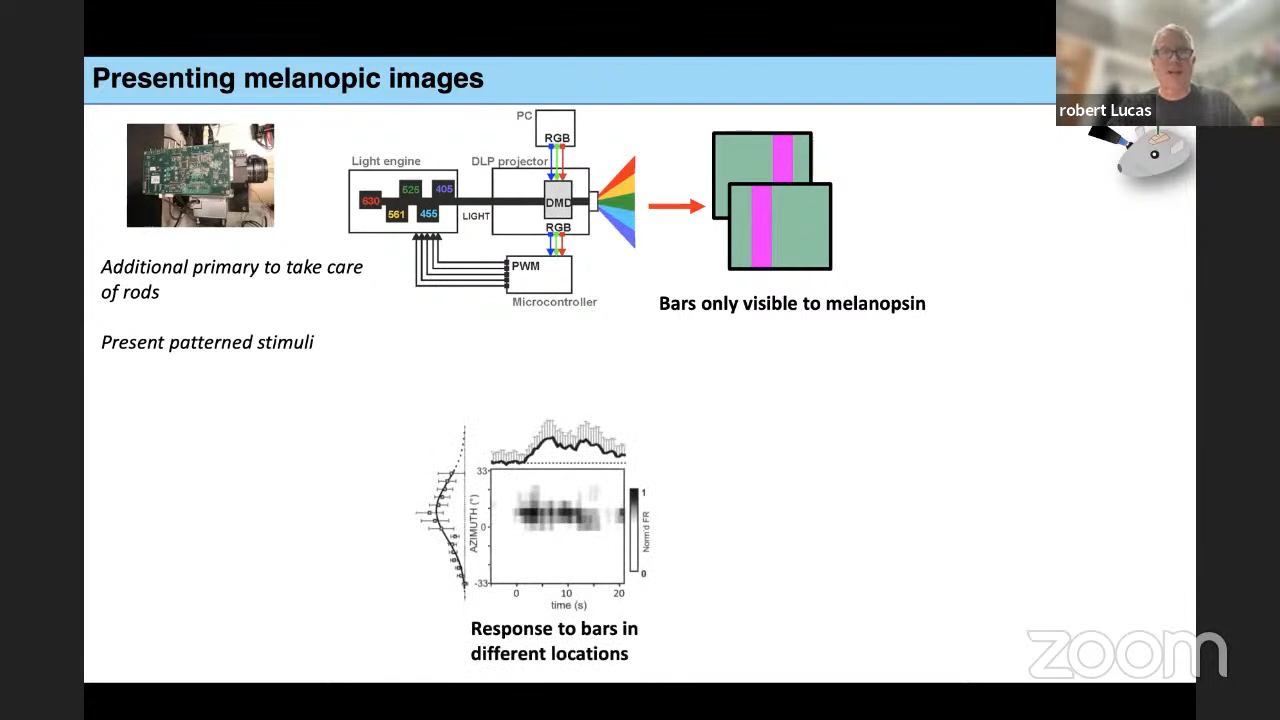 Presenting melanopic images
robert Lucas
PC
RGB
Light engine
DLP projector
630
525
405
561
455
LIGHT
DMD
RGB
PWM
Microcontroller
Additional primary to take care
of rods
Present patterned stimuli
Bars only visible to melanopsin
33
0
-33
AZIMUTH (°)
0 10 20
time (s)
1
0
Norm'd FR
Response to bars in
different locations
zoom